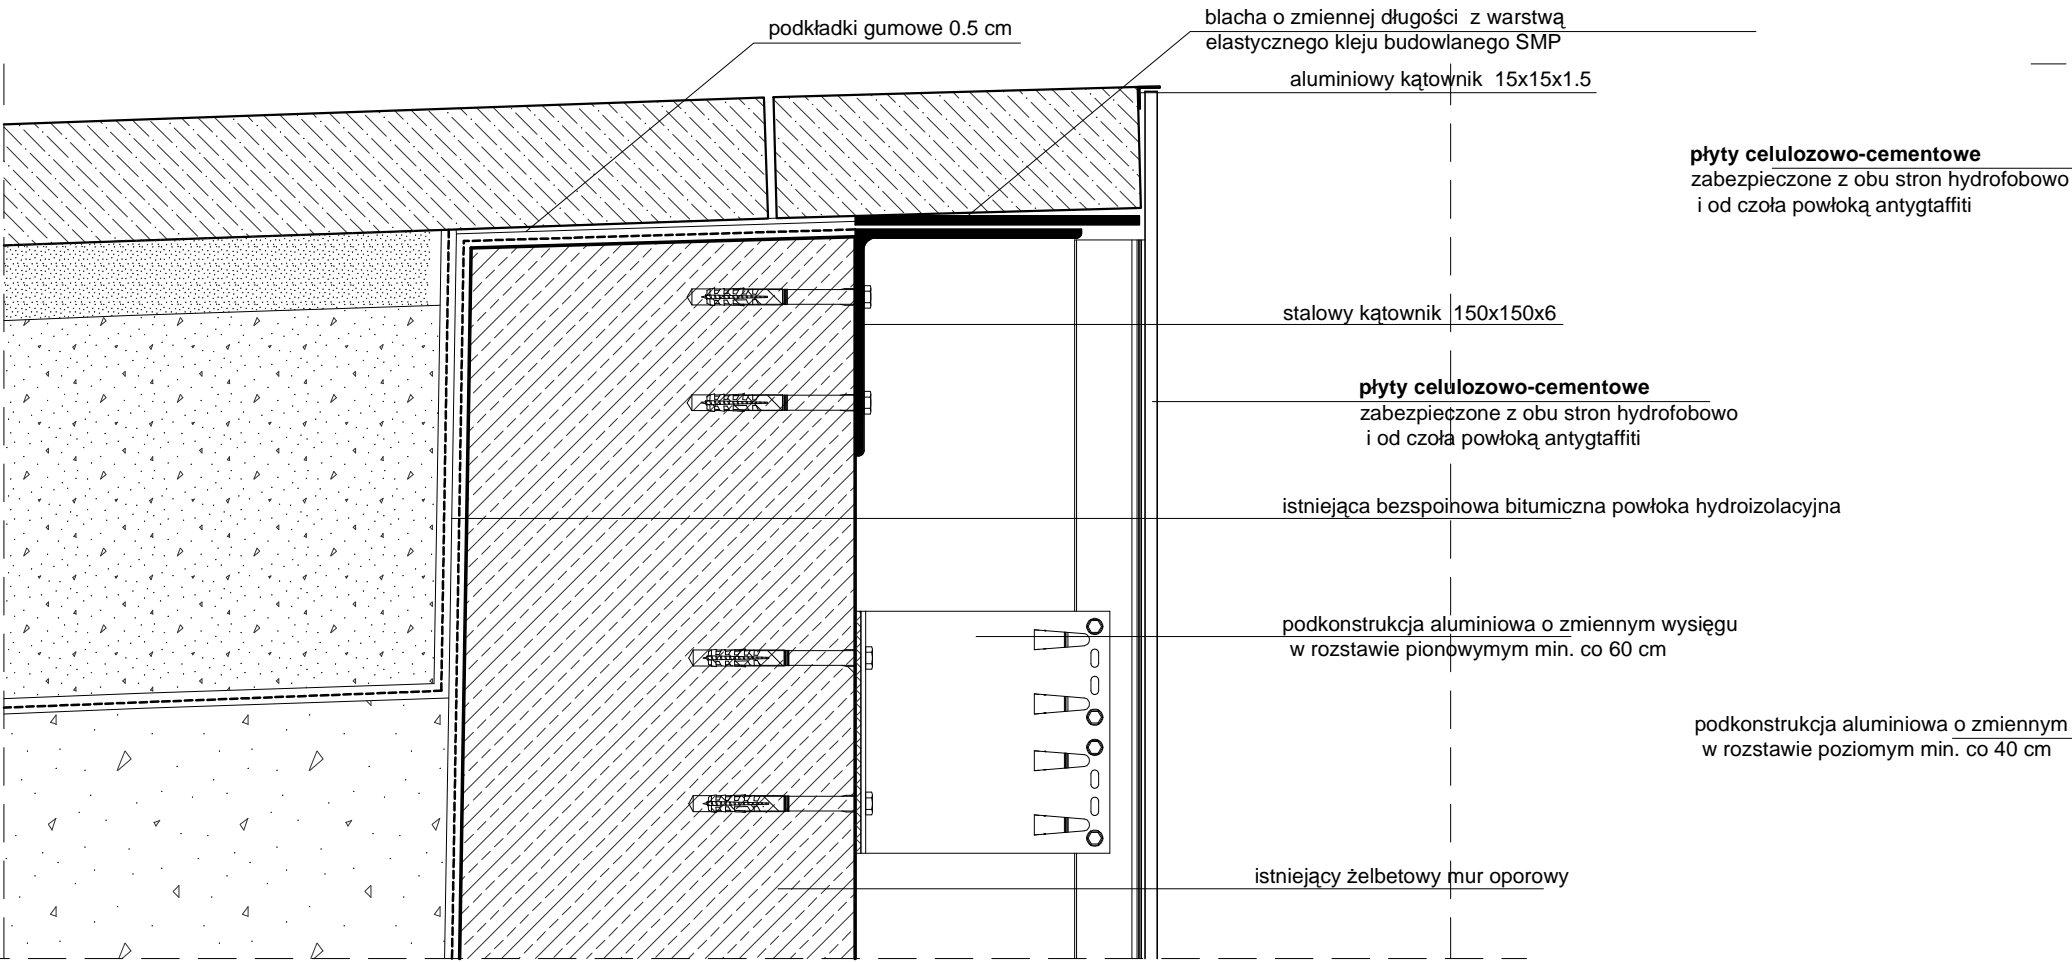 podkładki gumowe 0.5 cm
blacha o zmiennej długości z warstwą
elastycznego kleju budowlanego SMP
aluminiowy kątownik 15x15x1.5
płyty celulozowo-cementowe
zabezpieczone z obu stron hydrofobowo
i od czoła powłoką antygtaffiti
stalowy kątownik 150x150x6
płyty celulozowo-cementowe
zabezpieczone z obu stron hydrofobowo
i od czoła powłoką antygtaffiti
istniejąca bezspoinowa bitumiczna powłoka hydroizolacyjna
podkonstrukcja aluminiowa o zmiennym wysięgu
w rozstawie pionowymym min. co 60 cm
podkonstrukcja aluminiowa o zmiennym
w rozstawie poziomym min. co 40 cm
istniejący żelbetowy mur oporowy